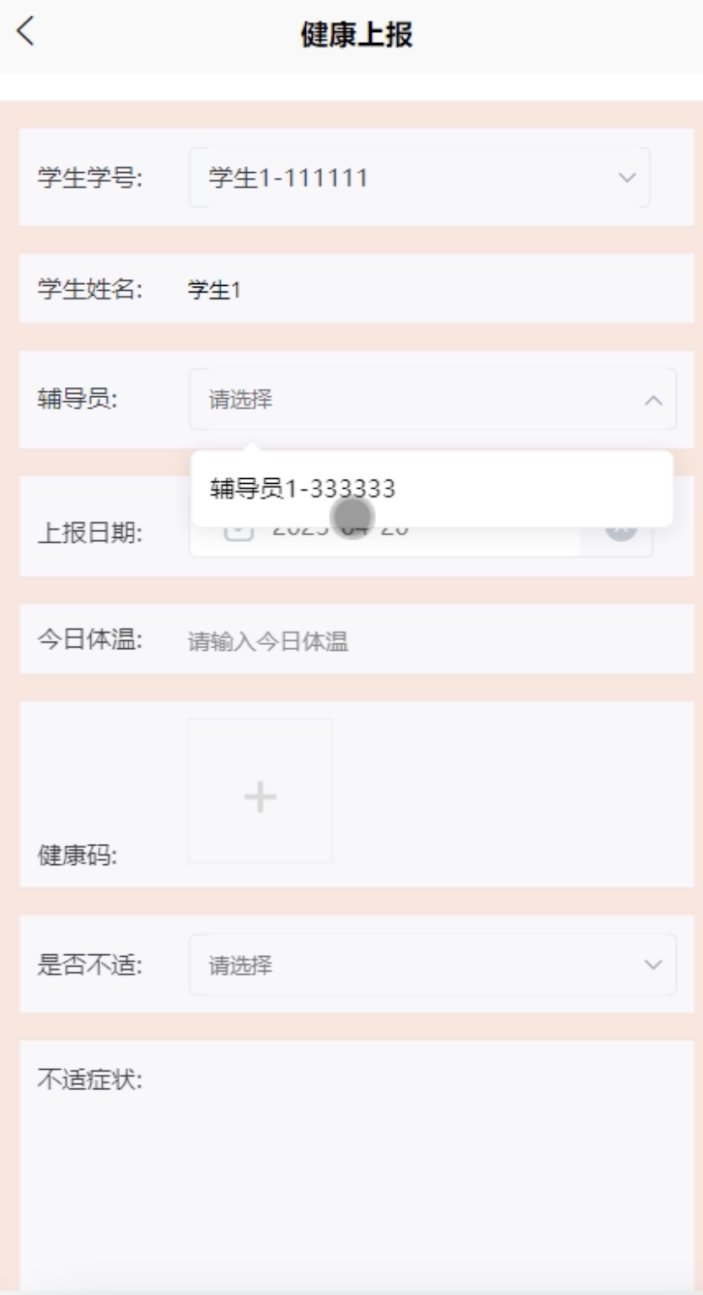 健康上报
学生学号: 学生1-111111
学生姓名: 学生1
辅导员: 请选择
辅导员1-333333
上报日期:
今日体温: 请输入今日体温
健康码:
是否不适: 请选择
不适症状: